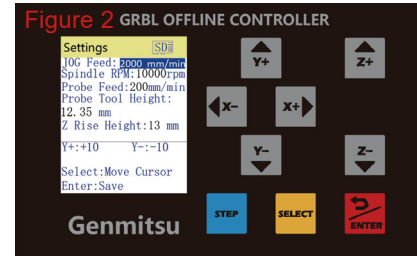 Figure 2 GRBL OFFLINE CONTROLLER
Settings SD
JOG Feed:2000 mm/min
Spindle RPM:10000rpm
Probe Feed:200mm/min
Probe Tool Height:
12.35 mm
Z Rise Height:13 mm
Y+:+10 Y-:-10
Select:Move Cursor
Enter:Save
Y+
Z+
X-
X+
Y-
Z-
STEP
SELECT
ENTER
Genmitsu